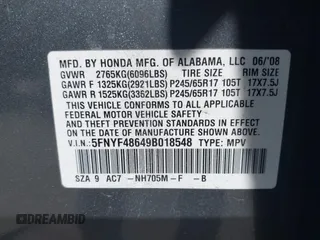 MFD. BY HONDA MFG. OF ALABAMA, LLC 06/'08
GVWR 2765KG(6096LBS) TIRE SIZE RIM SIZE
GAWR F 1325KG(2921LBS) P245/65R17 105T 17X7.5J
GAWR R 1525KG(3362LBS) P245/65R17 105T 17X7.5J
THIS VEHICLE CONFORMS TO ALL APPLICABLE
FEDERAL MOTOR VEHICLE SAFETY STANDARDS IN
EFFECT ON THE DATE OF MANUFACTURE SHOWN ABOVE.
V.I.N.: 5FNYF48649B018548 TYPE: MPV
SZA 9 AC7 -NH705M-F -B
DREAMBID